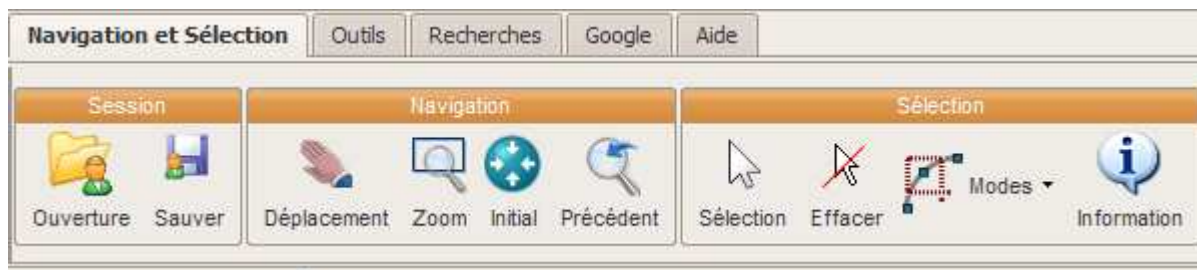 Navigation et Sélection Outils Recherches Google Aide
Session Navigation Sélection
Ouverture Sauver Déplacement Zoom Initial Précédent Sélection Effacer Modes Information